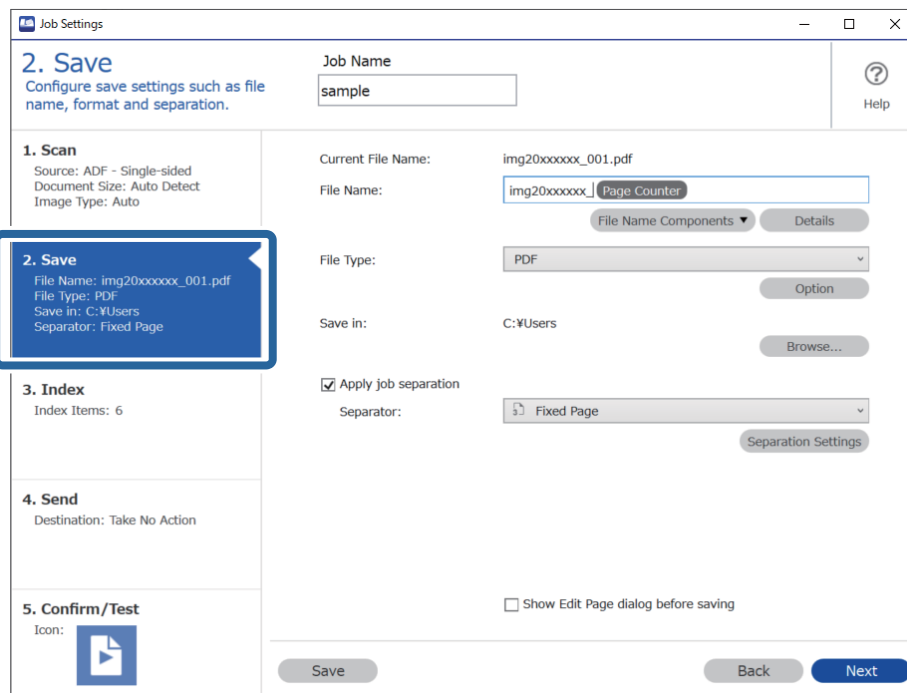 Job Settings
2. Save
Configure save settings such as file
name, format and separation.
Job Name
sample
Help
1. Scan
Source: ADF - Single-sided
Document Size: Auto Detect
Image Type: Auto
2. Save
File Name: img20xxxxxx_001.pdf
File Type: PDF
Save in: C:¥Users
Separator: Fixed Page
3. Index
Index Items: 6
4. Send
Destination: Take No Action
5. Confirm/Test
Icon:
Current File Name: img20xxxxxx_001.pdf
File Name: img20xxxxxx_ Page Counter
File Name Components ▼ Details
File Type: PDF
Option
Save in: C:¥Users
Browse...
Apply job separation
Separator: Fixed Page
Separation Settings
Show Edit Page dialog before saving
Save Back Next